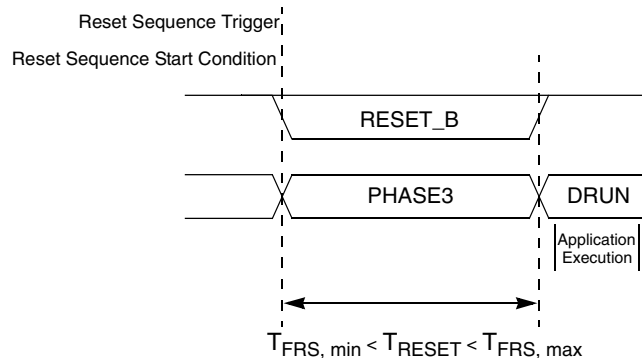 Reset Sequence Trigger
Reset Sequence Start Condition
RESET_B
PHASE3
DRUN
Application
Execution
TFRS, min < TRESET < TFRS, max